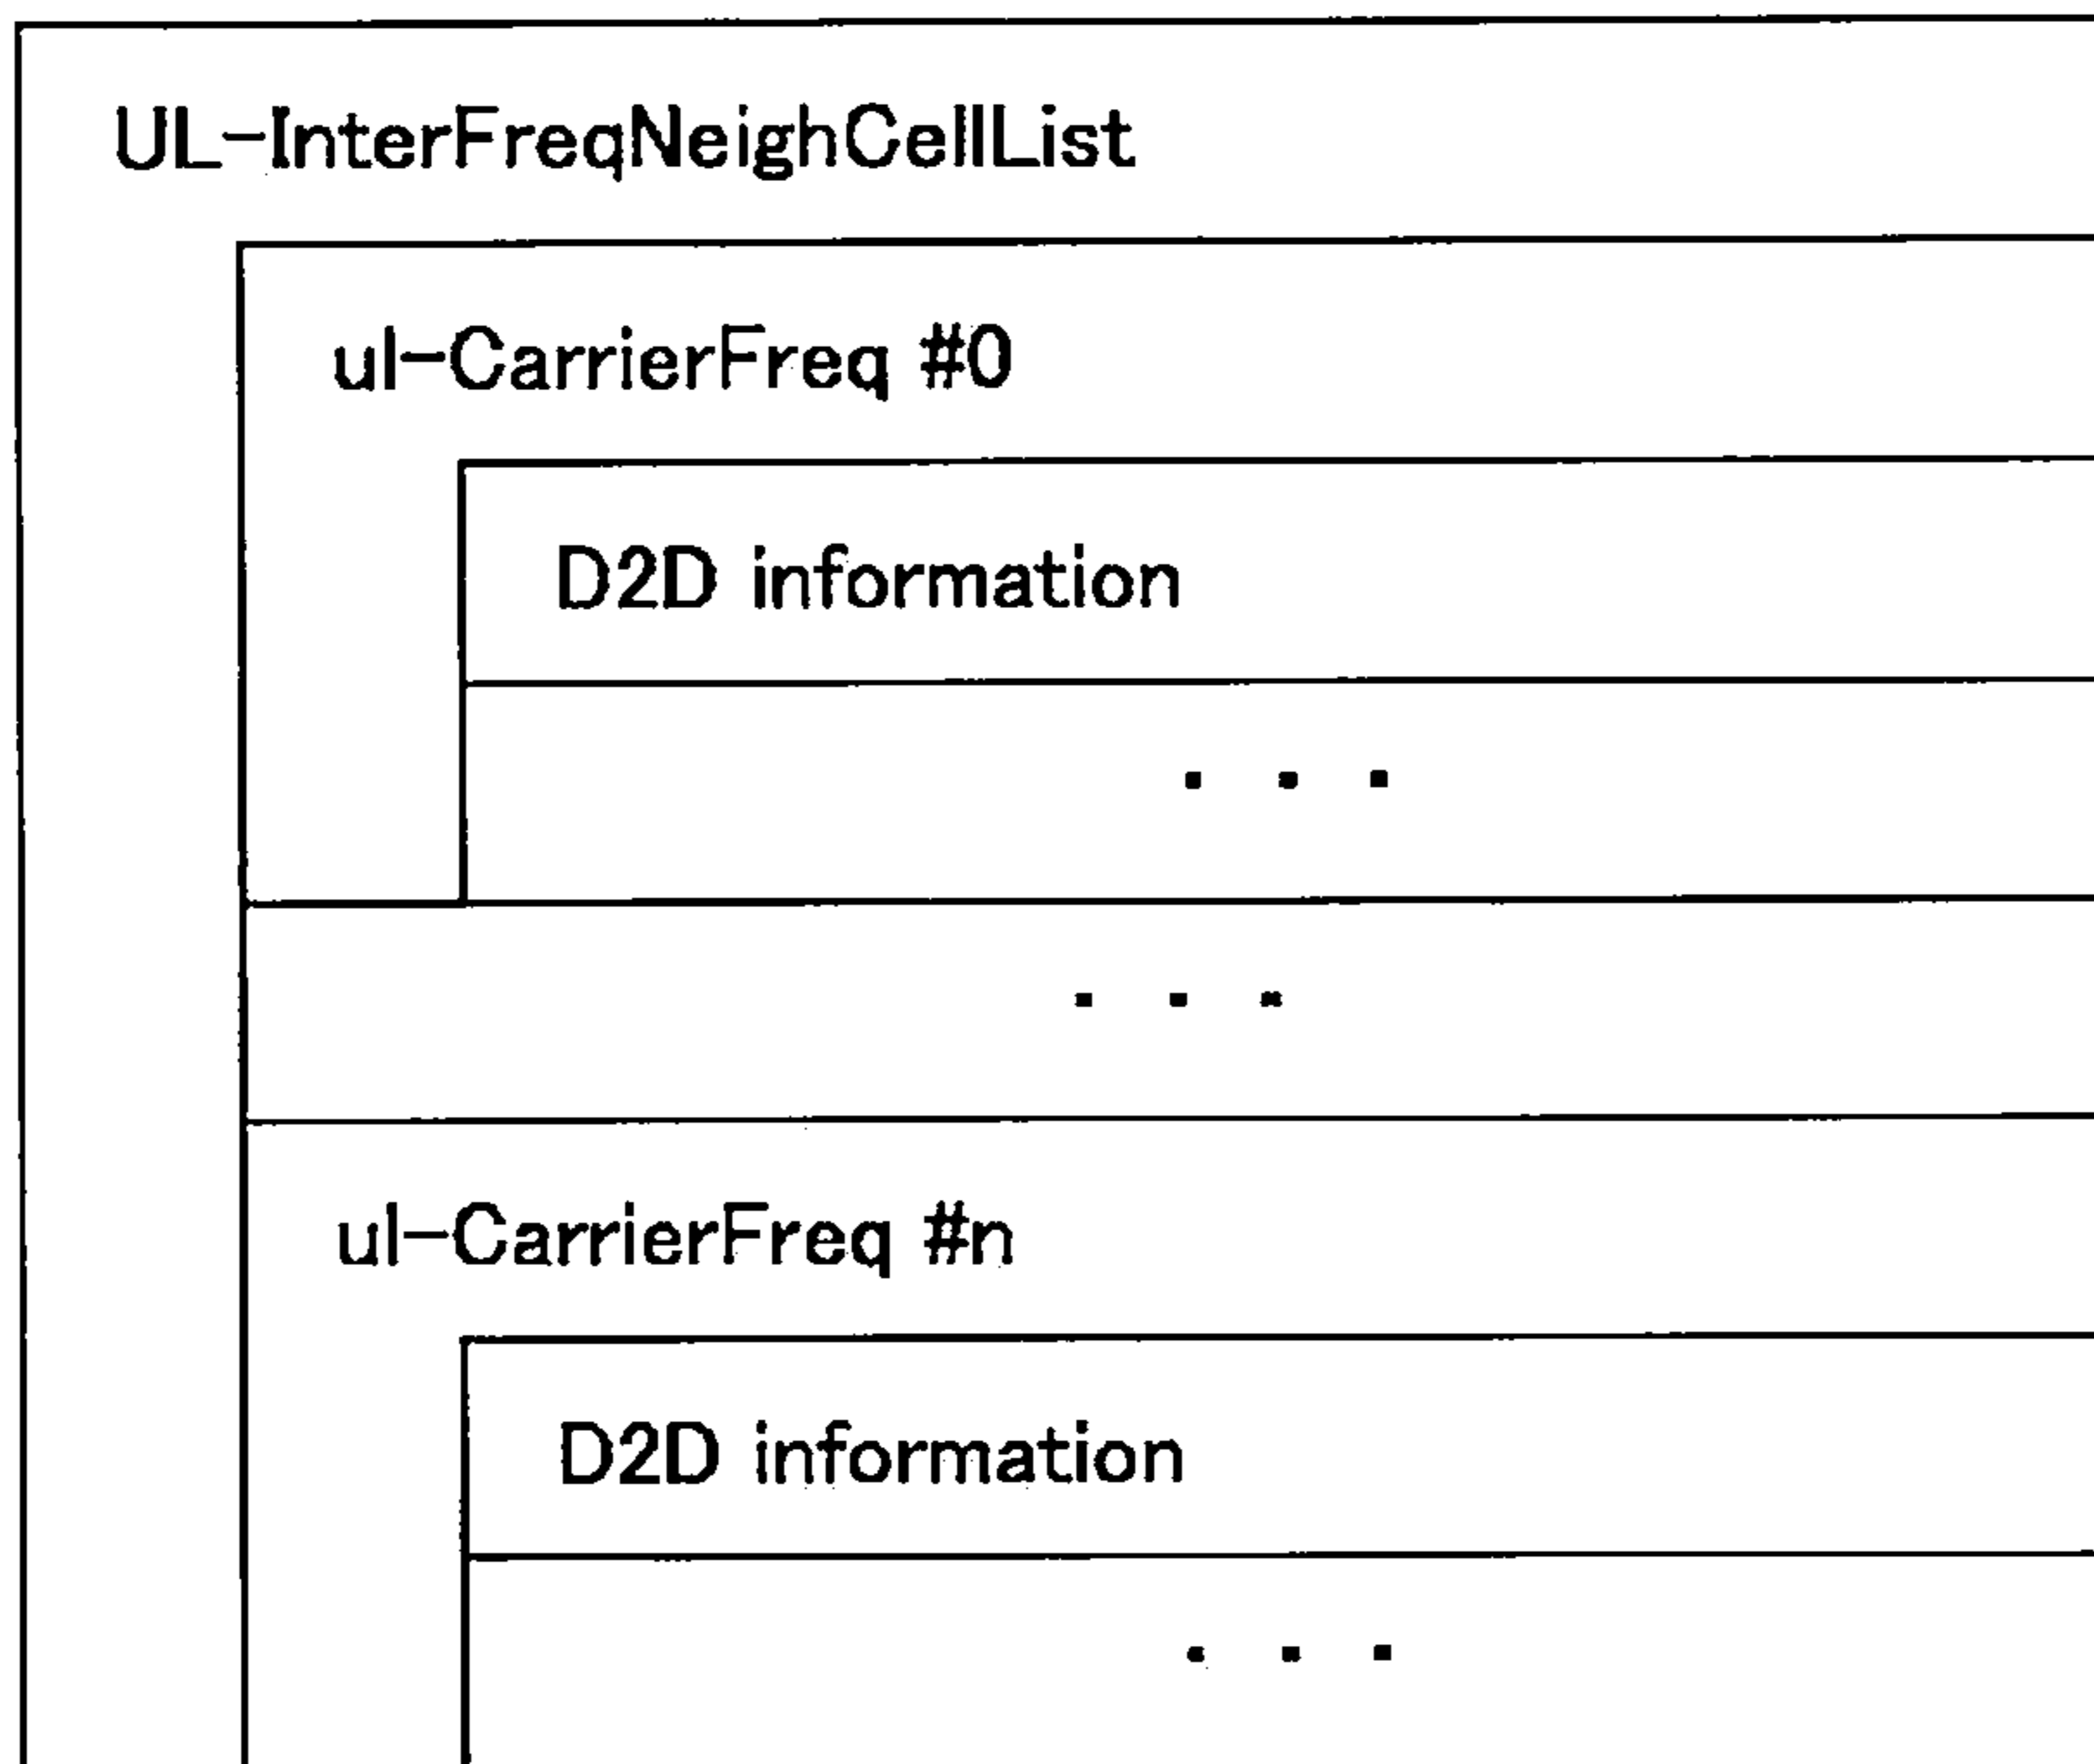 UL-InterFreqNeighCellList
ul-CarrierFreq #0
D2D information
. . .
. . .
ul-CarrierFreq #n
D2D information
. . .